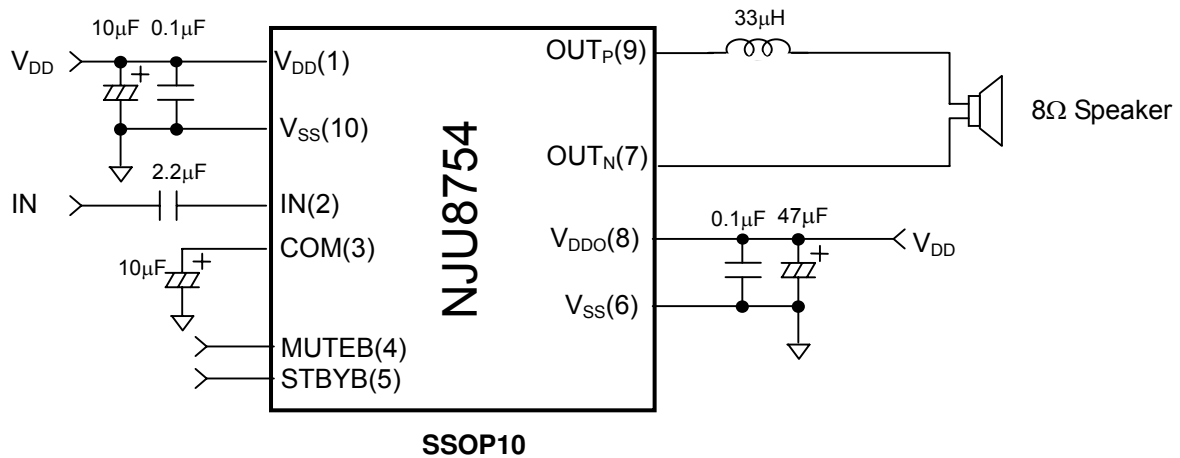 10μF 0.1μF
V_DD
V_DD(1)
V_SS(10)
2.2μF
IN
IN(2)
COM(3)
10μF
MUTEB(4)
STBYB(5)
NJU8754
33μH
OUT_P(9)
8Ω Speaker
OUT_N(7)
0.1μF 47μF
V_DDO(8)
V_DD
V_SS(6)
SSOP10